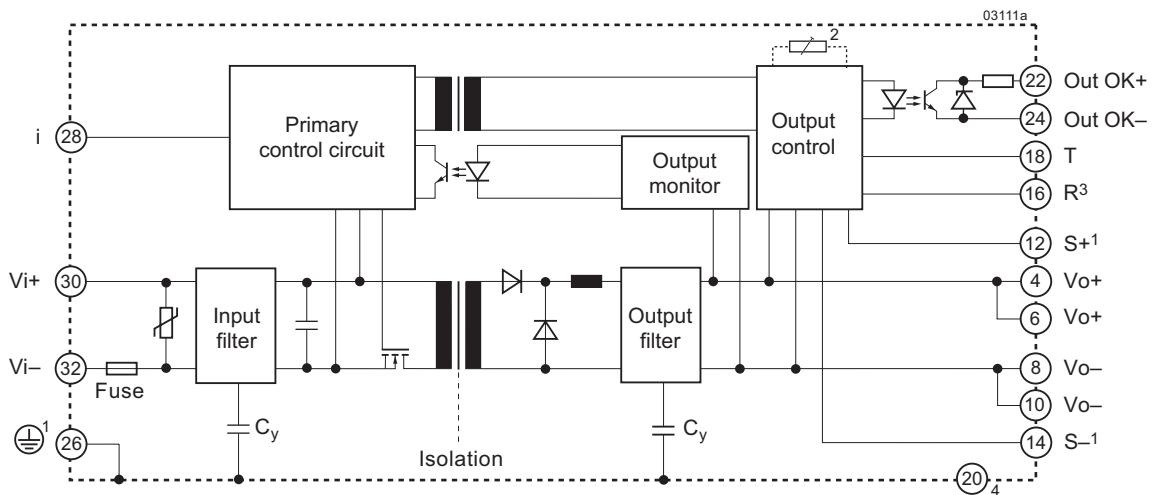 03111a
2
22 Out OK+
24 Out OK–
i 28
Primary
control circuit
Output
control
Output
monitor
18 T
16 R3
12 S+1
Vi+ 30
4 Vo+
Input
filter
Output
filter
6 Vo+
Vi– 32
Fuse
8 Vo–
10 Vo–
Cy
Cy
1 26
14 S–1
Isolation
20 4